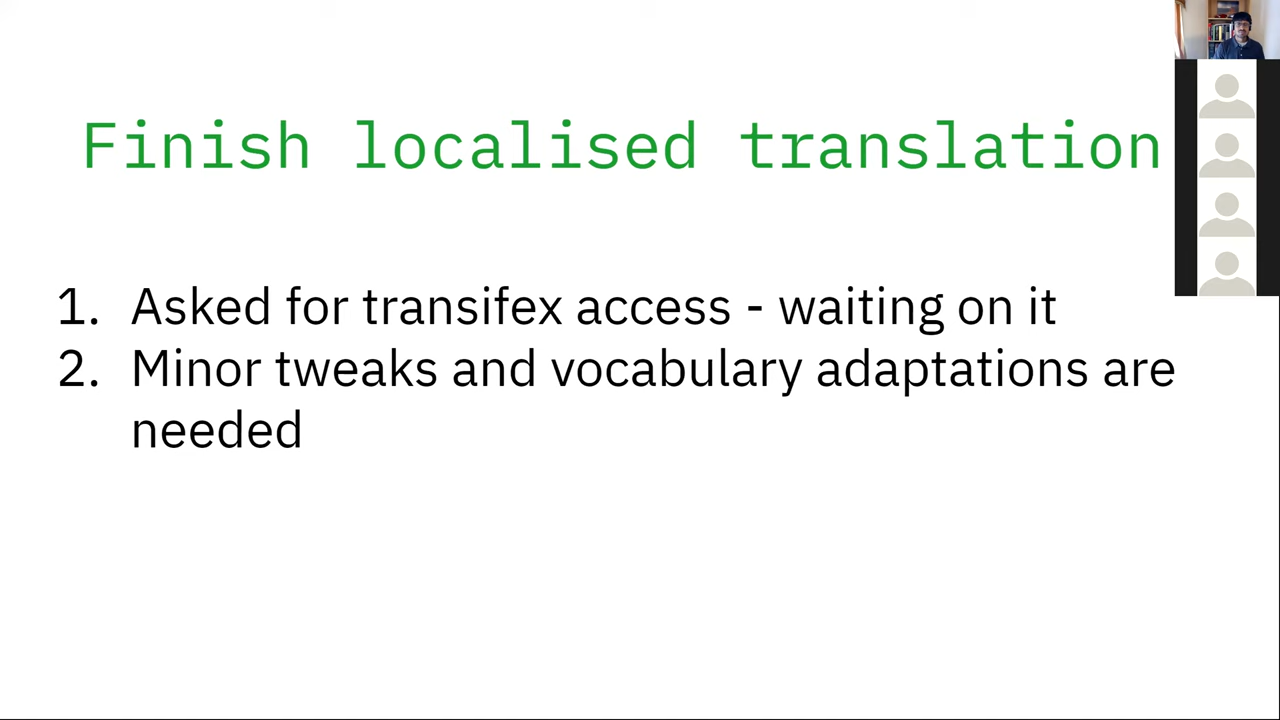 Finish localised translation
1. Asked for transifex access - waiting on it
2. Minor tweaks and vocabulary adaptations are
needed